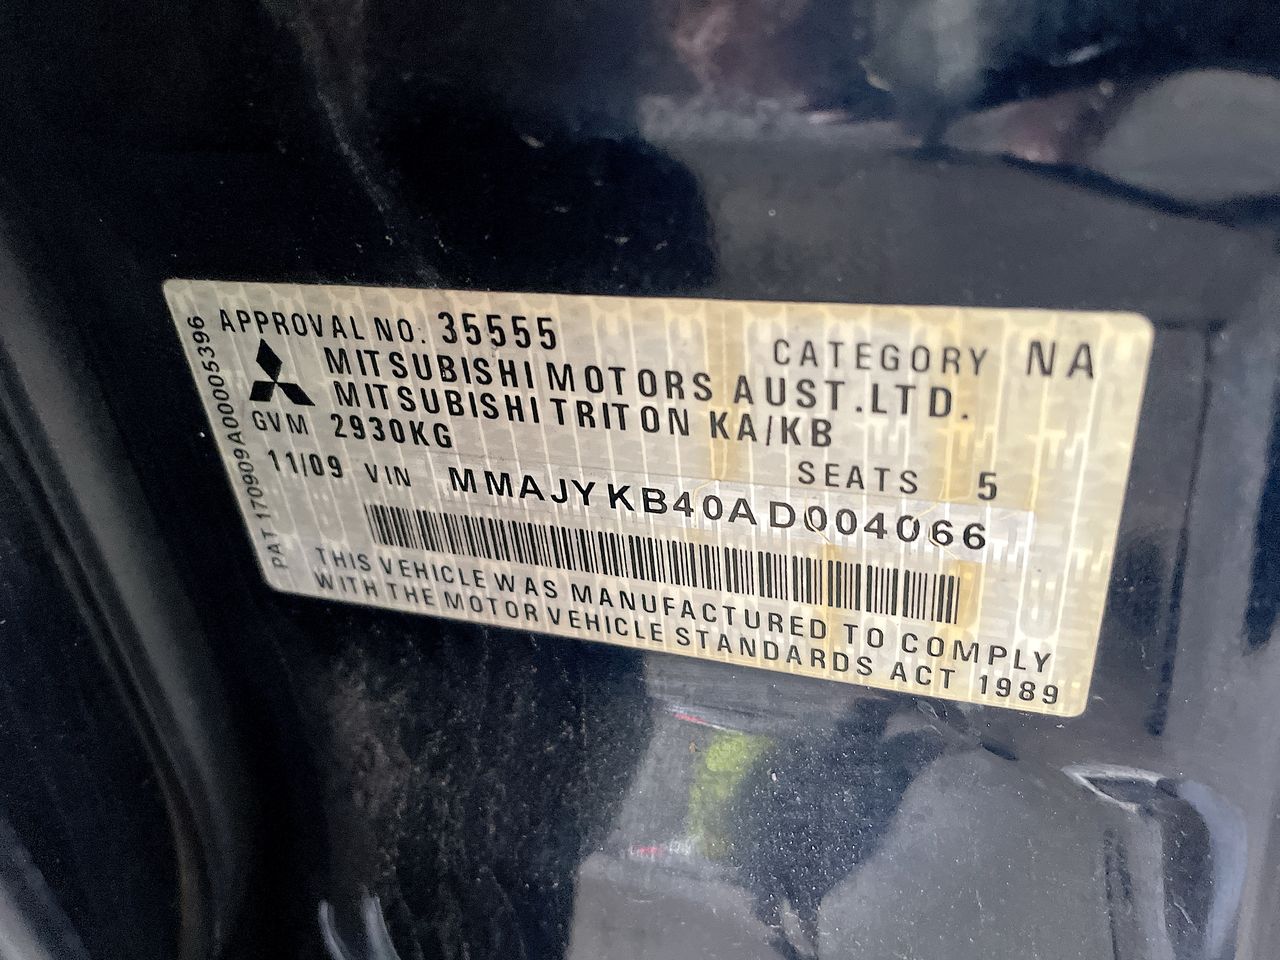 APPROVAL NO: 35555
CATEGORY NA
MITSUBISHI MOTORS AUST.LTD.
MITSUBISHI TRITON KA/KB
GVM 2930KG
SEATS 5
11/09 VIN MMAJYKB40AD004066
THIS VEHICLE WAS MANUFACTURED TO COMPLY
WITH THE MOTOR VEHICLE STANDARDS ACT 1989
PAT 170909A000005396